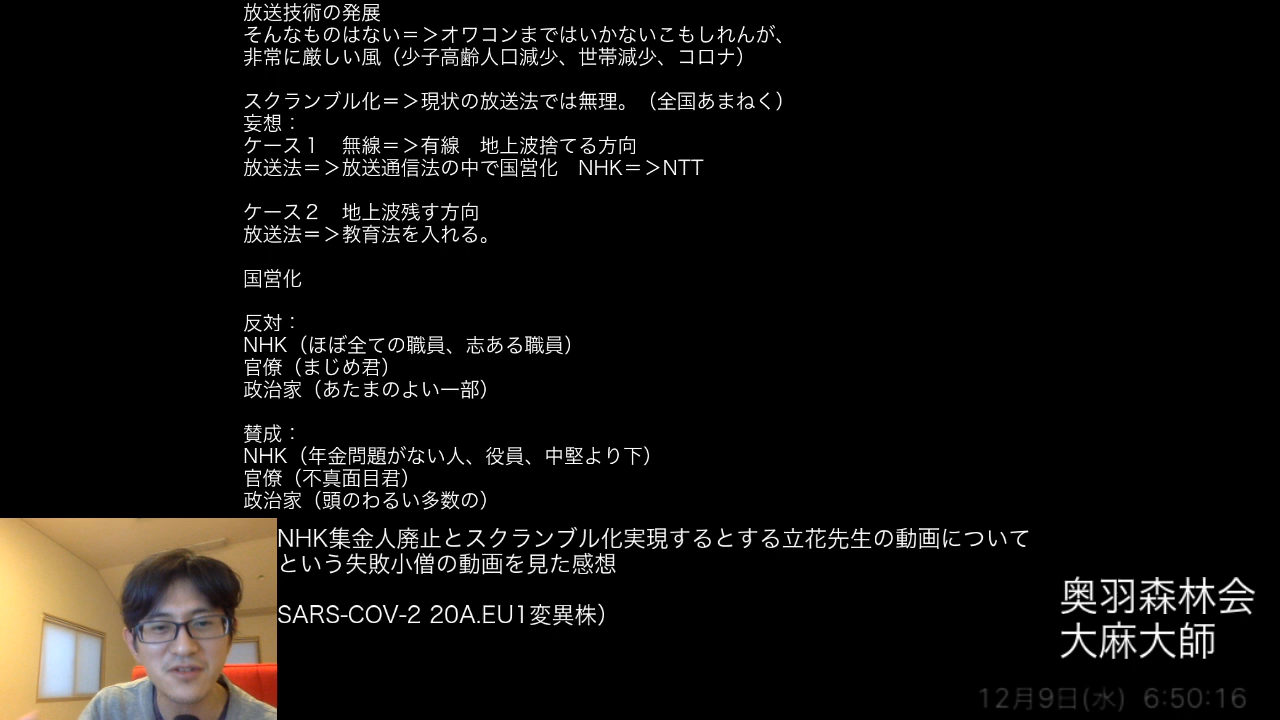 放送技術の発展
そんなものはない＝＞オワコンまではいかないこもしれんが、
非常に厳しい風（少子高齢人口減少、世帯減少、コロナ）
スクランブル化＝＞現状の放送法では無理。（全国あまねく）
妄想：
ケース１　無線＝＞有線　地上波捨てる方向
放送法＝＞放送通信法の中で国営化　NHK＝＞NTT
ケース２　地上波残す方向
放送法＝＞教育法を入れる。
国営化
反対：
NHK（ほぼ全ての職員、志ある職員）
官僚（まじめ君）
政治家（あたまのよい一部）
賛成：
NHK（年金問題がない人、役員、中堅より下）
官僚（不真面目君）
政治家（頭のわるい多数の）
NHK集金人廃止とスクランブル化実現するとする立花先生の動画について
という失敗小僧の動画を見た感想
SARS-COV-2 20A.EU1変異株）
奥羽森林会
大麻大師
12月9日(水) 6:50:16